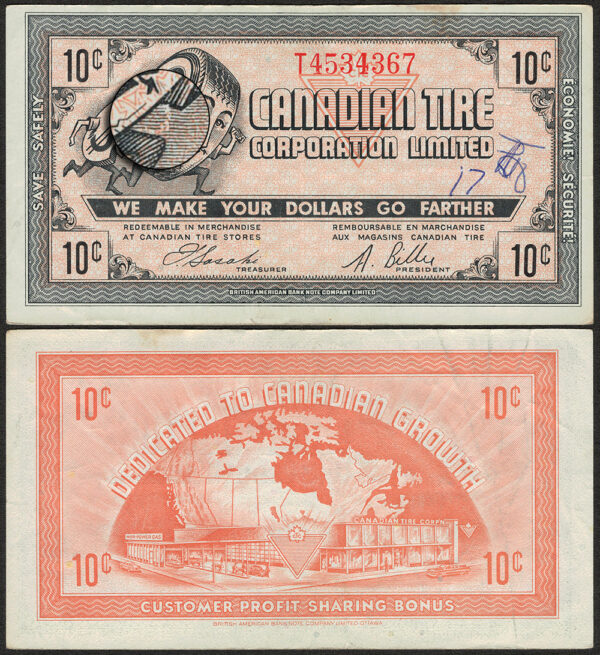 10¢ T4534367 10¢
SAVE SAFELY
CANADIAN TIRE
CORPORATION LIMITED
ÉCONOMIE SÉCURITÉ
17
WE MAKE YOUR DOLLARS GO FARTHER
REDEEMABLE IN MERCHANDISE
AT CANADIAN TIRE STORES
REMBOURSABLE EN MARCHANDISE
AUX MAGASINS CANADIAN TIRE
10¢ 10¢
TREASURER
PRESIDENT
BRITISH AMERICAN BANK NOTE COMPANY LIMITED
10¢ 10¢
DEDICATED TO CANADIAN GROWTH
CANADIAN TIRE CORPN.
10¢ 10¢
CUSTOMER PROFIT SHARING BONUS
BRITISH AMERICAN BANK NOTE COMPANY LIMITED OTTAWA